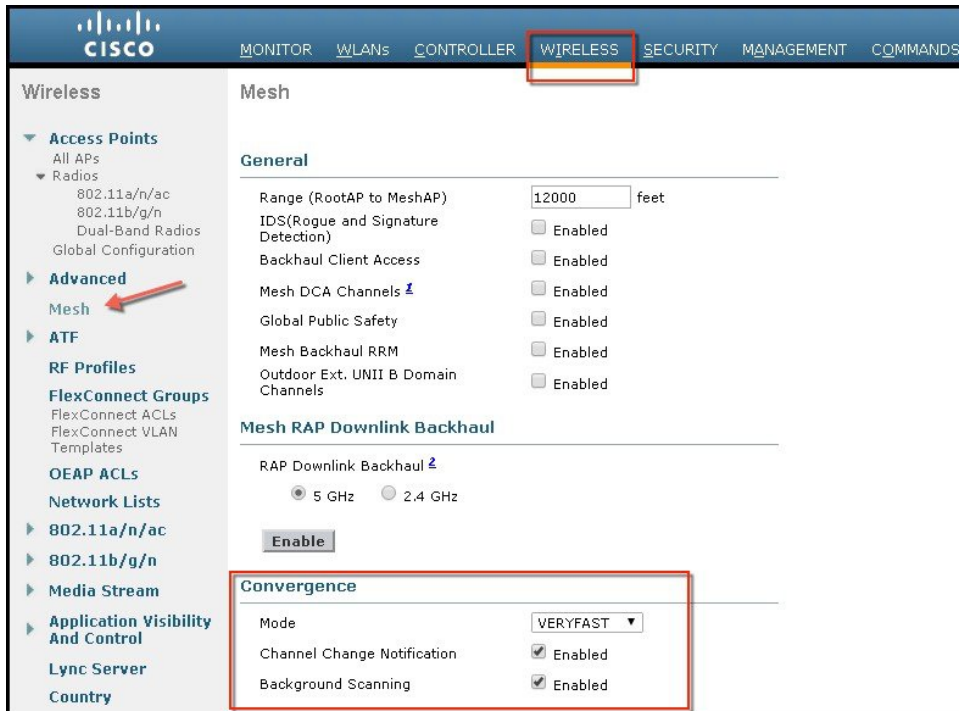 CISCO
MONITOR WLANs CONTROLLER WIRELESS SECURITY MANAGEMENT COMMANDS
Wireless
Access Points
All APs
Radios
802.11a/n/ac
802.11b/g/n
Dual-Band Radios
Global Configuration
Advanced
Mesh
ATF
RF Profiles
FlexConnect Groups
FlexConnect ACLs
FlexConnect VLAN
Templates
OEAP ACLs
Network Lists
802.11a/n/ac
802.11b/g/n
Media Stream
Application Visibility
And Control
Lync Server
Country
Mesh
General
Range (RootAP to MeshAP) 12000 feet
IDS(Rogue and Signature
Detection) Enabled
Backhaul Client Access Enabled
Mesh DCA Channels 1 Enabled
Global Public Safety Enabled
Mesh Backhaul RRM Enabled
Outdoor Ext. UNII B Domain
Channels Enabled
Mesh RAP Downlink Backhaul
RAP Downlink Backhaul 2
5 GHz 2.4 GHz
Enable
Convergence
Mode VERYFAST
Channel Change Notification Enabled
Background Scanning Enabled